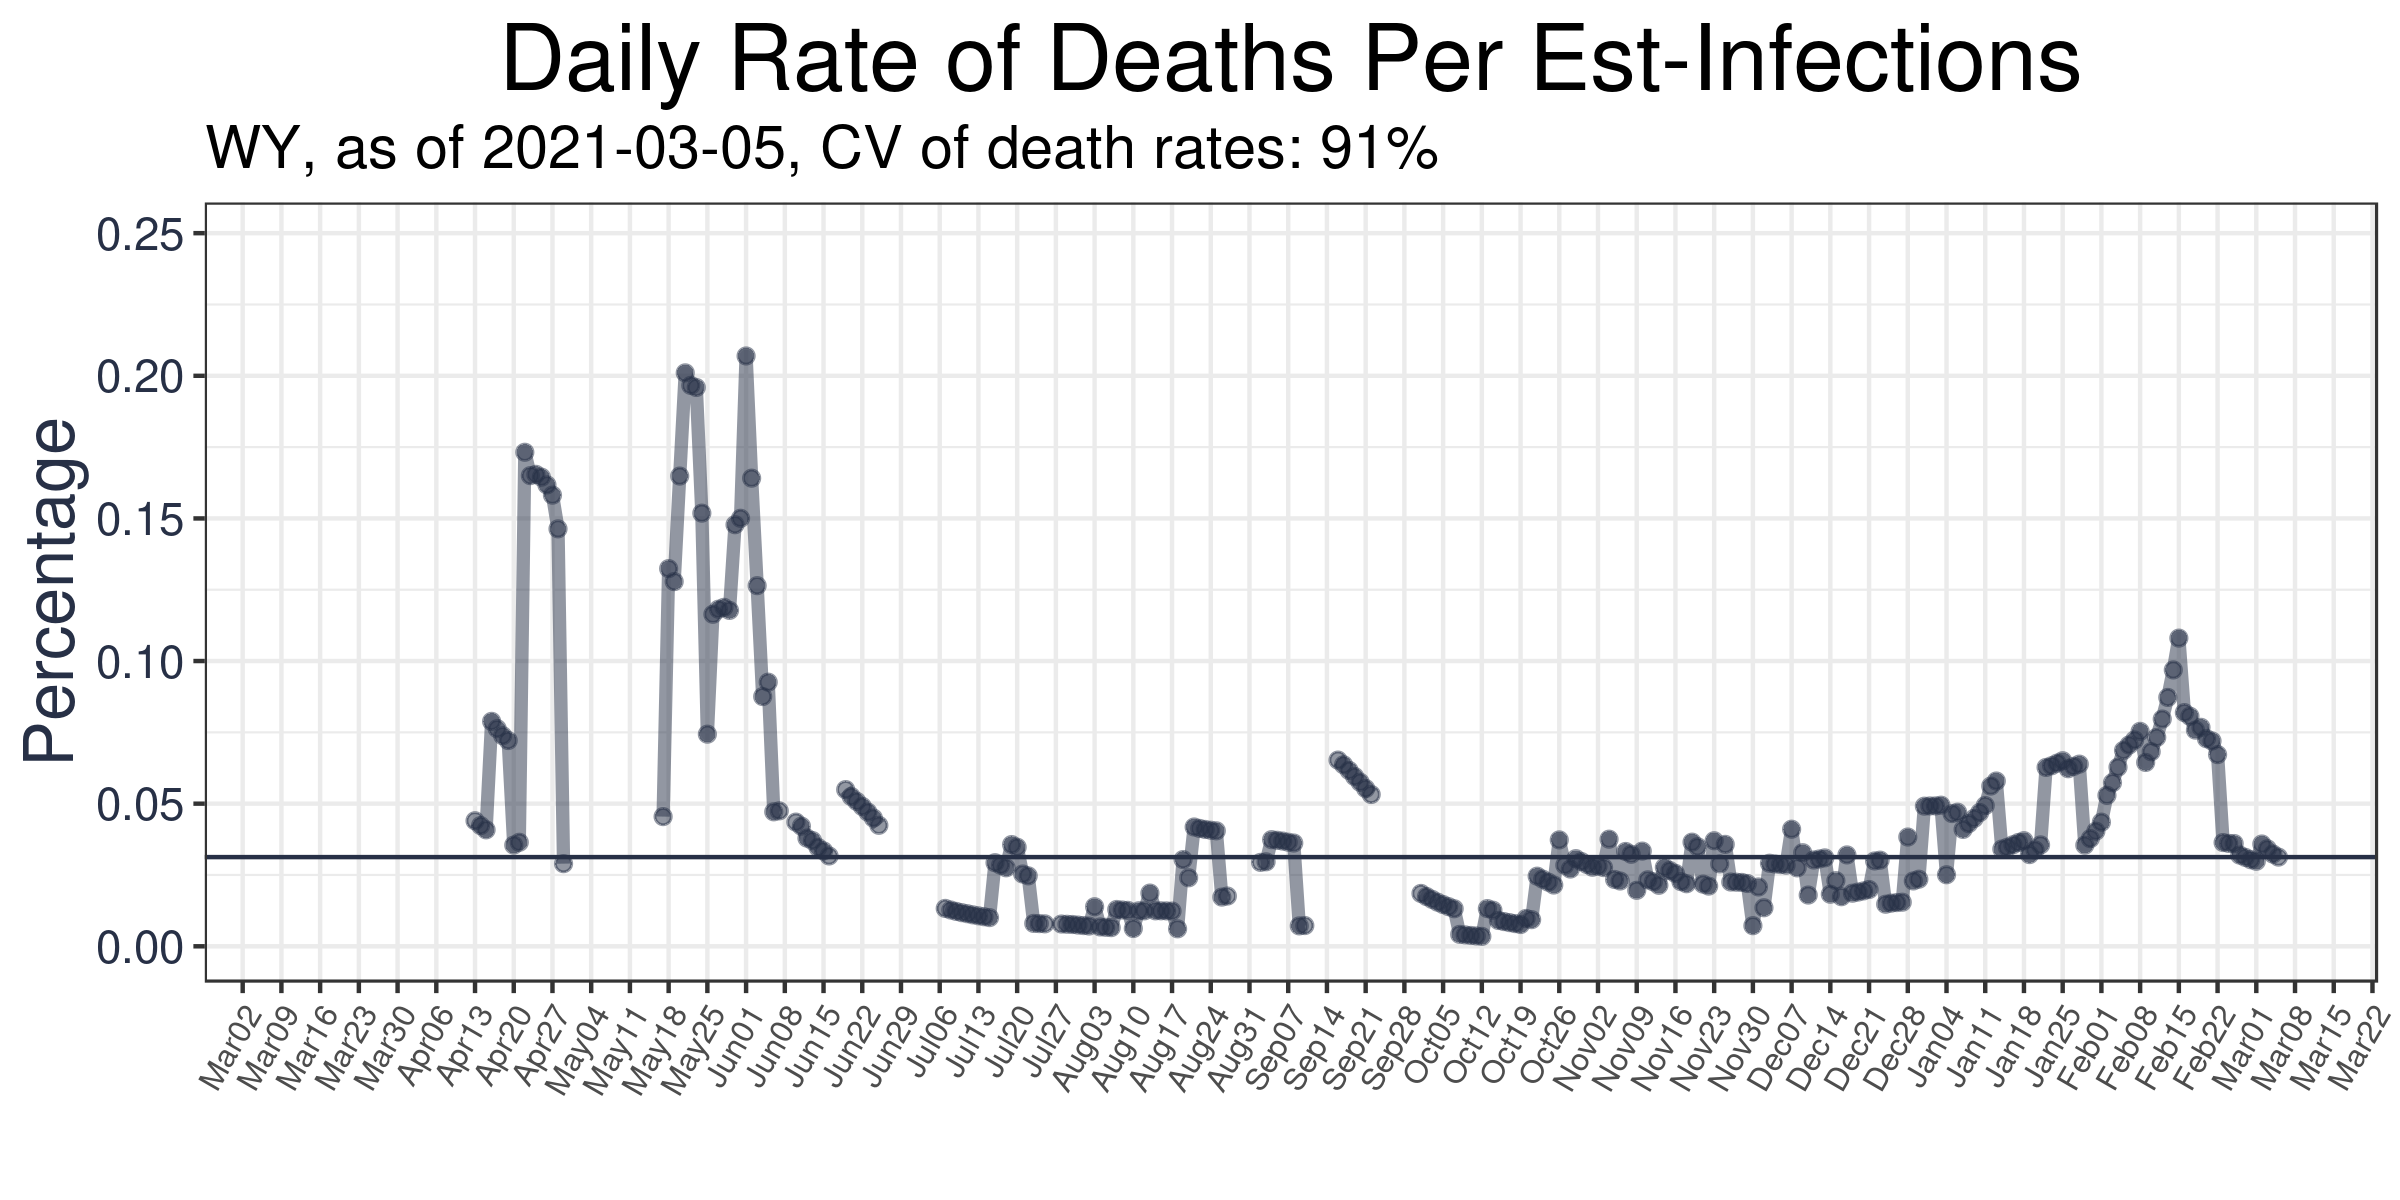 Daily Rate of Deaths Per Est-Infections
WY, as of 2021-03-05, CV of death rates: 91%
Percentage
0.25
0.20
0.15
0.10
0.05
0.00
Mar02
Mar09
Mar16
Mar23
Mar30
Apr06
Apr13
Apr20
Apr27
May04
May11
May18
May25
Jun01
Jun08
Jun15
Jun22
Jun29
Jul06
Jul13
Jul20
Jul27
Aug03
Aug10
Aug17
Aug24
Aug31
Sep07
Sep14
Sep21
Sep28
Oct05
Oct12
Oct19
Oct26
Nov02
Nov09
Nov16
Nov23
Nov30
Dec07
Dec14
Dec21
Dec28
Jan04
Jan11
Jan18
Jan25
Feb01
Feb08
Feb15
Feb22
Mar01
Mar08
Mar15
Mar22